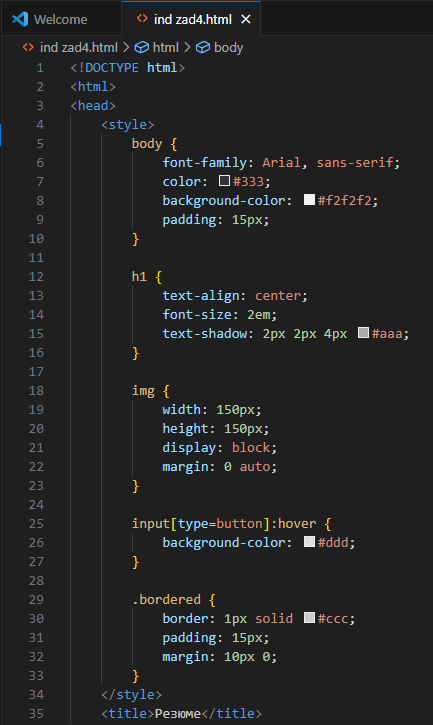 Welcome
ind zad4.html
ind zad4.html > html > body
1 <!DOCTYPE html>
2 <html>
3 <head>
4 <style>
5 body {
6 font-family: Arial, sans-serif;
7 color: #333;
8 background-color: #f2f2f2;
9 padding: 15px;
10 }
11
12 h1 {
13 text-align: center;
14 font-size: 2em;
15 text-shadow: 2px 2px 4px #aaa;
16 }
17
18 img {
19 width: 150px;
20 height: 150px;
21 display: block;
22 margin: 0 auto;
23 }
24
25 input[type=button]:hover {
26 background-color: #ddd;
27 }
28
29 .bordered {
30 border: 1px solid #ccc;
31 padding: 15px;
32 margin: 10px 0;
33 }
34 </style>
35 <title>Резюме</title>